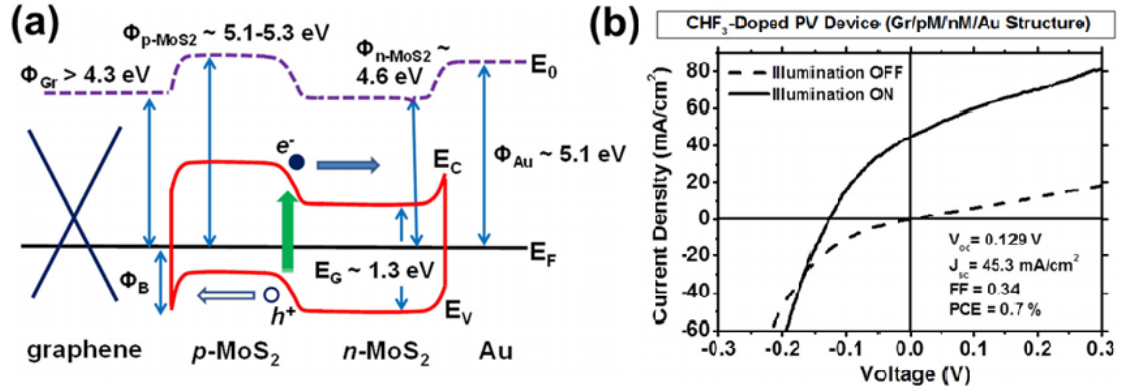 (a)
Φp-MoS2 ~ 5.1-5.3 eV
ΦGr > 4.3 eV
Φn-MoS2 ~
4.6 eV
E0
e-
EC
ΦAu ~ 5.1 eV
EF
ΦB
EG ~ 1.3 eV
h+
EV
graphene
p-MoS2
n-MoS2
Au
(b)
CHF3-Doped PV Device (Gr/pM/nM/Au Structure)
Current Density (mA/cm2)
80
60
40
20
0
-20
-40
-60
Illumination OFF
Illumination ON
Voc= 0.129 V
Jsc= 45.3 mA/cm2
FF = 0.34
PCE = 0.7 %
-0.3
-0.2
-0.1
0.0
0.1
0.2
0.3
Voltage (V)